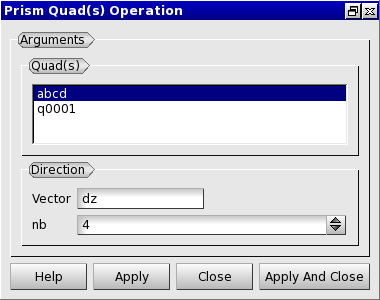 Prism Quad(s) Operation
Arguments
Quad(s)
abcd
q0001
Direction
Vector dz
nb 4
Help Apply Close Apply And Close